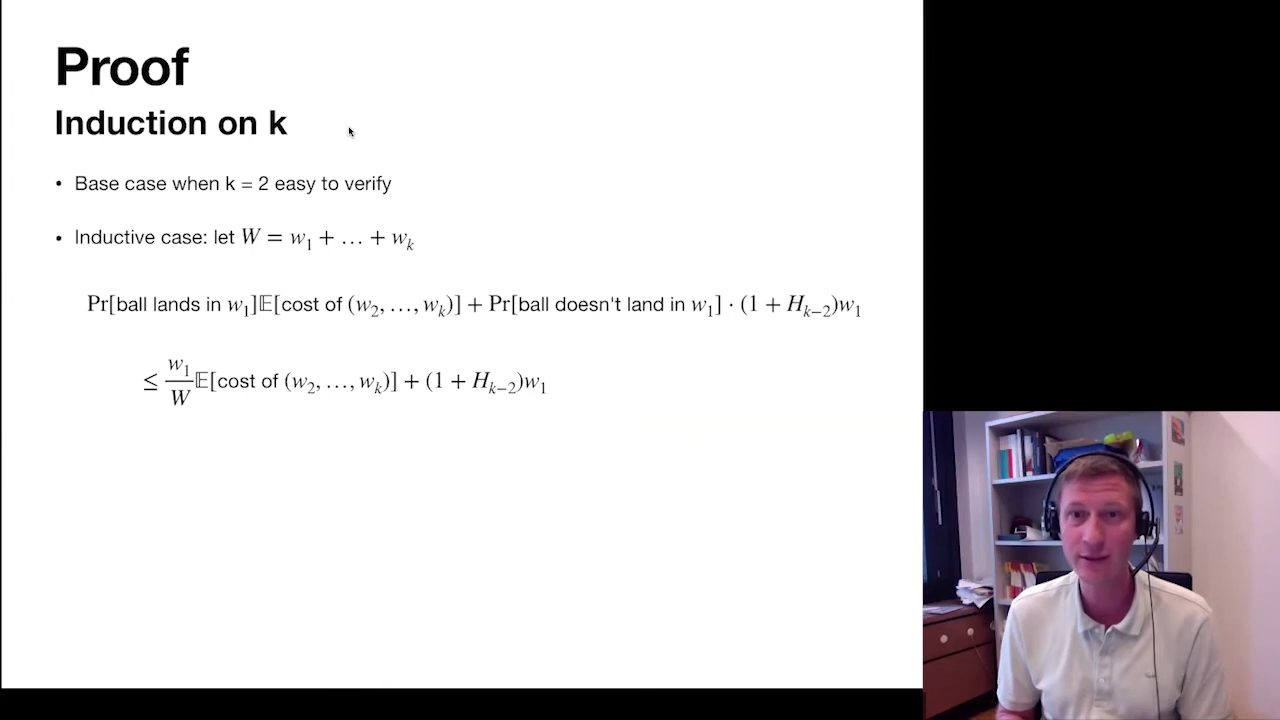 Proof
Induction on k
• Base case when k = 2 easy to verify
• Inductive case: let W = w₁ + … + wₖ
Pr[ball lands in w₁]𝔼[cost of (w₂, …, wₖ)] + Pr[ball doesn't land in w₁] · (1 + Hₖ₋₂)w₁
≤ w₁/W 𝔼[cost of (w₂, …, wₖ)] + (1 + Hₖ₋₂)w₁